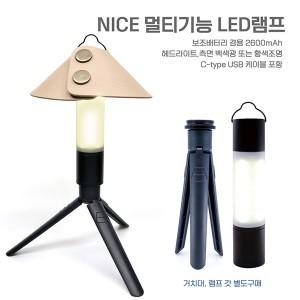 NICE 멀티기능 LED램프
보조배터리 겸용 2600mAh
헤드라이트,측면 백색광 또는 황색조명
C-type USB 케이블 포함
거치대, 램프 갓 별도구매